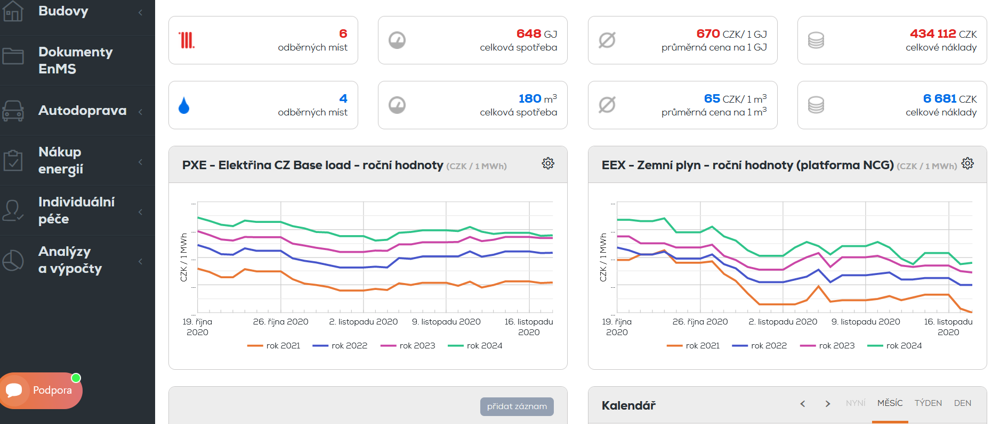 Budovy
Dokumenty
EnMS
Autodoprava
Nákup
energií
Individuální
péče
Analýzy
a výpočty
Podpora
6
odběrných míst
648 GJ
celková spotřeba
670 CZK/ 1 GJ
průměrná cena na 1 GJ
434 112 CZK
celkové náklady
4
odběrných míst
180 m³
celková spotřeba
65 CZK/ 1 m³
průměrná cena na 1 m³
6 681 CZK
celkové náklady
PXE - Elektřina CZ Base load - roční hodnoty (CZK / 1 MWh)
...
...
...
...
...
CZK / 1 MWh
19. října
2020
26. října 2020
2. listopadu 2020
9. listopadu 2020
16. listopadu
2020
rok 2021
rok 2022
rok 2023
rok 2024
EEX - Zemní plyn - roční hodnoty (platforma NCG) (CZK / 1 MWh)
...
...
...
...
...
CZK / 1 MWh
19. října
2020
26. října 2020
2. listopadu 2020
9. listopadu 2020
16. listopadu
2020
rok 2021
rok 2022
rok 2023
rok 2024
přidat záznam
Kalendář
NYNÍ
MĚSÍC
TÝDEN
DEN